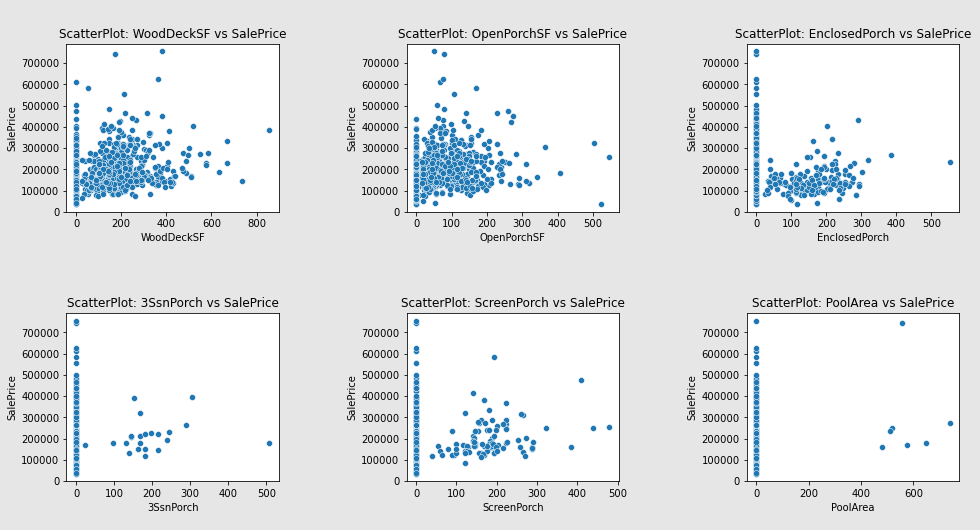 ScatterPlot: WoodDeckSF vs SalePrice
700000
600000
500000
400000
300000
200000
100000
0
SalePrice
0 200 400 600 800
WoodDeckSF
ScatterPlot: OpenPorchSF vs SalePrice
700000
600000
500000
400000
300000
200000
100000
0
SalePrice
0 100 200 300 400 500
OpenPorchSF
ScatterPlot: EnclosedPorch vs SalePrice
700000
600000
500000
400000
300000
200000
100000
0
SalePrice
0 100 200 300 400 500
EnclosedPorch
ScatterPlot: 3SsnPorch vs SalePrice
700000
600000
500000
400000
300000
200000
100000
0
SalePrice
0 100 200 300 400 500
3SsnPorch
ScatterPlot: ScreenPorch vs SalePrice
700000
600000
500000
400000
300000
200000
100000
0
SalePrice
0 100 200 300 400 500
ScreenPorch
ScatterPlot: PoolArea vs SalePrice
700000
600000
500000
400000
300000
200000
100000
0
SalePrice
0 200 400 600
PoolArea